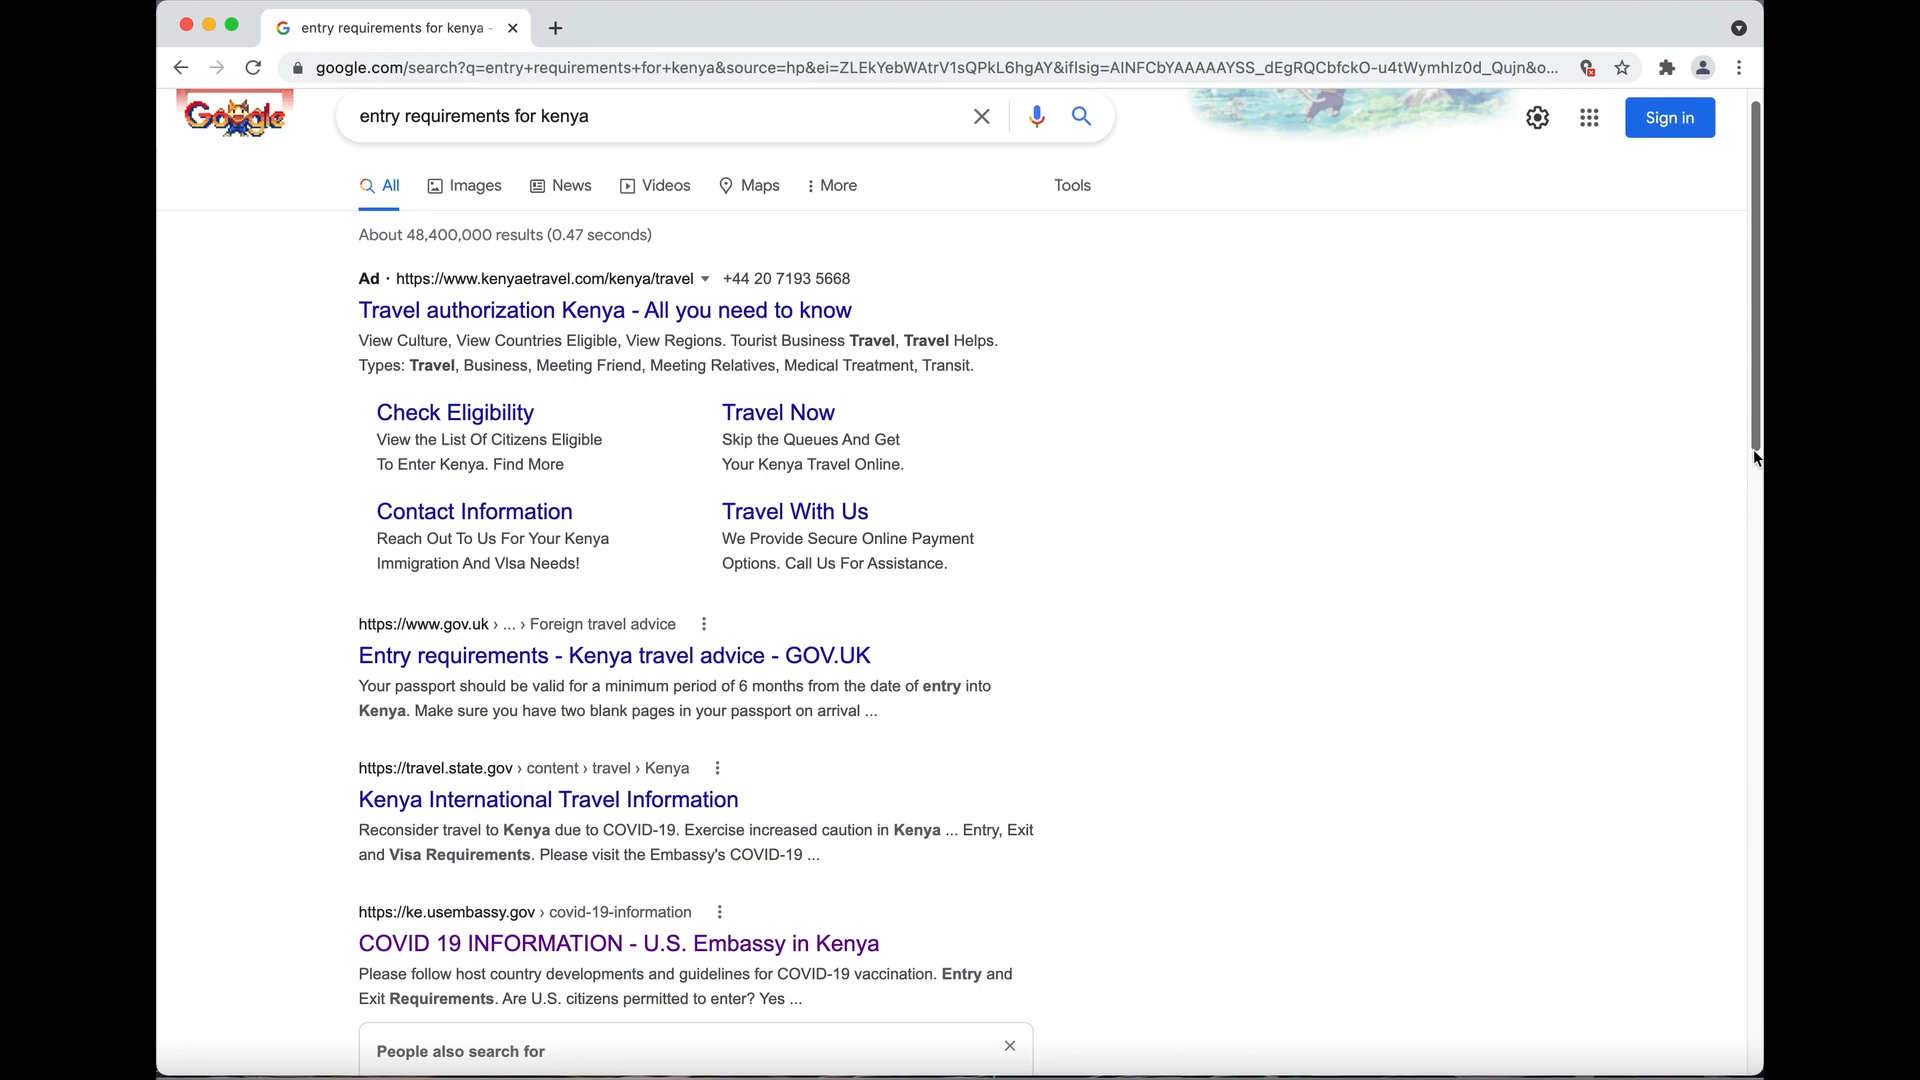 entry requirements for kenya -
google.com/search?q=entry+requirements+for+kenya&source=hp&ei=ZLEkYebWAtrV1sQPkL6hgAY&iflsig=AINFCbYAAAAAYSS_dEgRQCbfckO-u4tWymhIz0d_Qujn&o...
Google
entry requirements for kenya
Sign in
All
Images
News
Videos
Maps
More
Tools
About 48,400,000 results (0.47 seconds)
Ad · https://www.kenyaetravel.com/kenya/travel +44 20 7193 5668
Travel authorization Kenya - All you need to know
View Culture, View Countries Eligible, View Regions. Tourist Business Travel, Travel Helps.
Types: Travel, Business, Meeting Friend, Meeting Relatives, Medical Treatment, Transit.
Check Eligibility
View the List Of Citizens Eligible
To Enter Kenya. Find More
Travel Now
Skip the Queues And Get
Your Kenya Travel Online.
Contact Information
Reach Out To Us For Your Kenya
Immigration And VIsa Needs!
Travel With Us
We Provide Secure Online Payment
Options. Call Us For Assistance.
https://www.gov.uk › ... › Foreign travel advice
Entry requirements - Kenya travel advice - GOV.UK
Your passport should be valid for a minimum period of 6 months from the date of entry into
Kenya. Make sure you have two blank pages in your passport on arrival ...
https://travel.state.gov › content › travel › Kenya
Kenya International Travel Information
Reconsider travel to Kenya due to COVID-19. Exercise increased caution in Kenya ... Entry, Exit
and Visa Requirements. Please visit the Embassy's COVID-19 ...
https://ke.usembassy.gov › covid-19-information
COVID 19 INFORMATION - U.S. Embassy in Kenya
Please follow host country developments and guidelines for COVID-19 vaccination. Entry and
Exit Requirements. Are U.S. citizens permitted to enter? Yes ...
People also search for